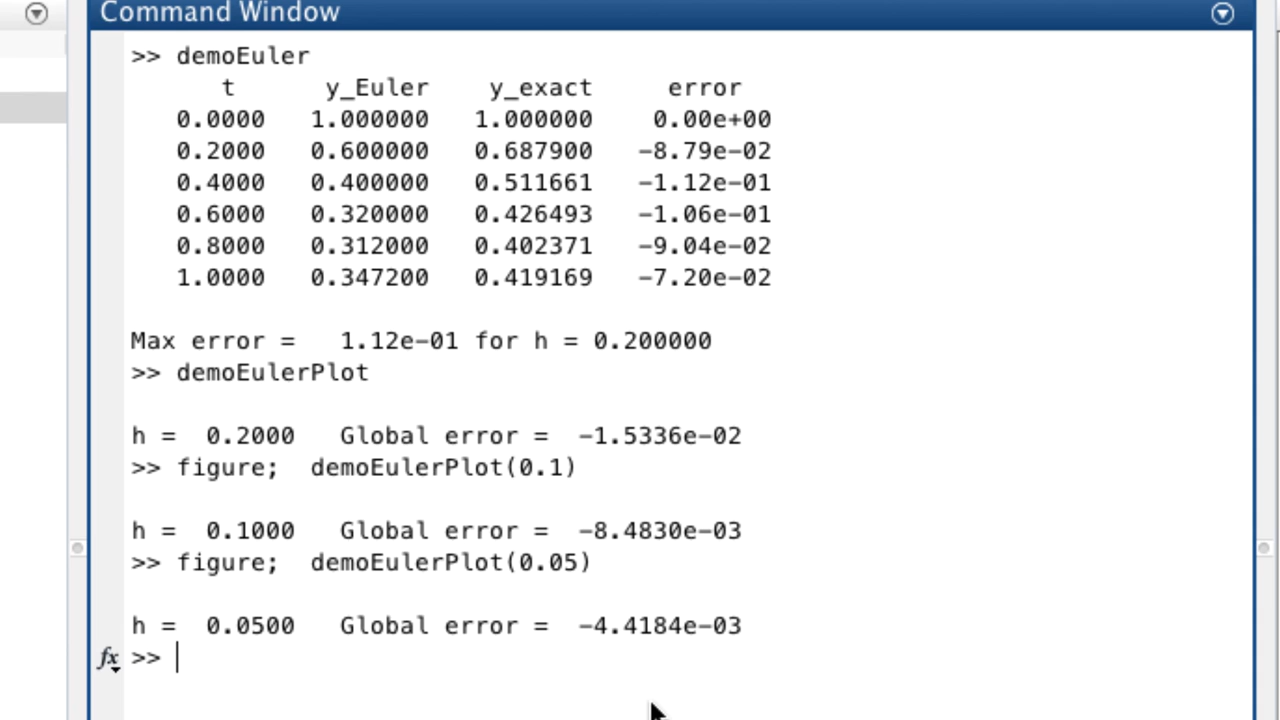 Command Window
>> demoEuler
t y_Euler y_exact error
0.0000 1.000000 1.000000 0.00e+00
0.2000 0.600000 0.687900 -8.79e-02
0.4000 0.400000 0.511661 -1.12e-01
0.6000 0.320000 0.426493 -1.06e-01
0.8000 0.312000 0.402371 -9.04e-02
1.0000 0.347200 0.419169 -7.20e-02
Max error = 1.12e-01 for h = 0.200000
>> demoEulerPlot
h = 0.2000 Global error = -1.5336e-02
>> figure; demoEulerPlot(0.1)
h = 0.1000 Global error = -8.4830e-03
>> figure; demoEulerPlot(0.05)
h = 0.0500 Global error = -4.4184e-03
fx >>